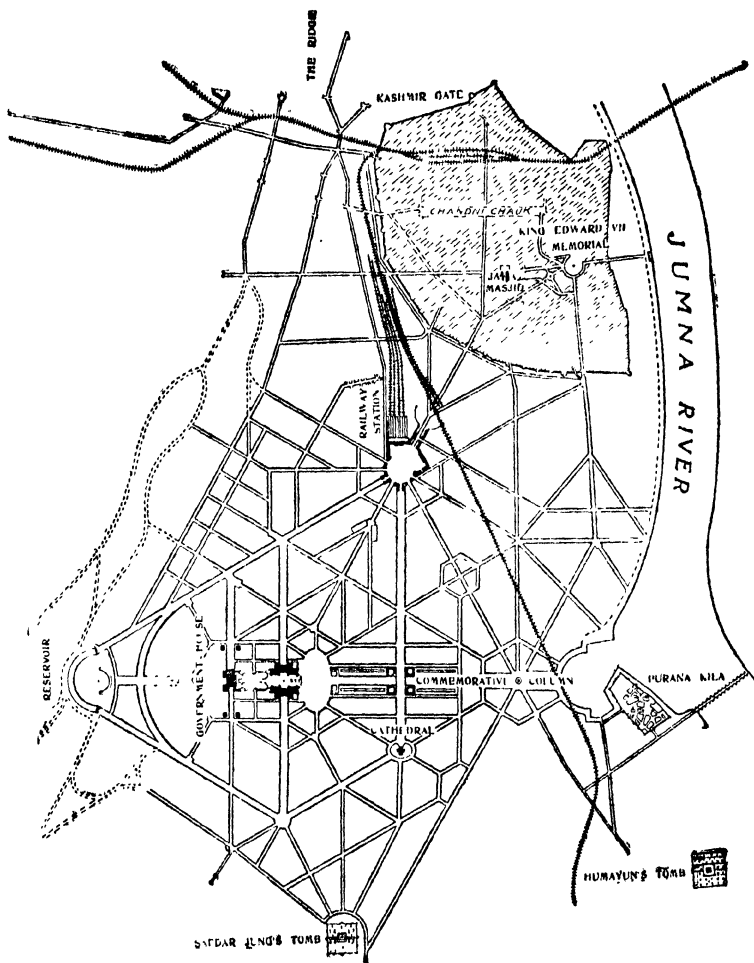 THE RIDGE
KASHMIR GATE
CHANDNI CHAUK
KING EDWARD VII
MEMORIAL
JAMA
MASJID
JUMNA RIVER
RAILWAY
STATION
RESERVOIR
GOVERNMENT HOUSE
COMMEMORATIVE COLUMN
PURANA KILA
CATHEDRAL
HUMAYUN'S TOMB
SAFDAR JUNG'S TOMB